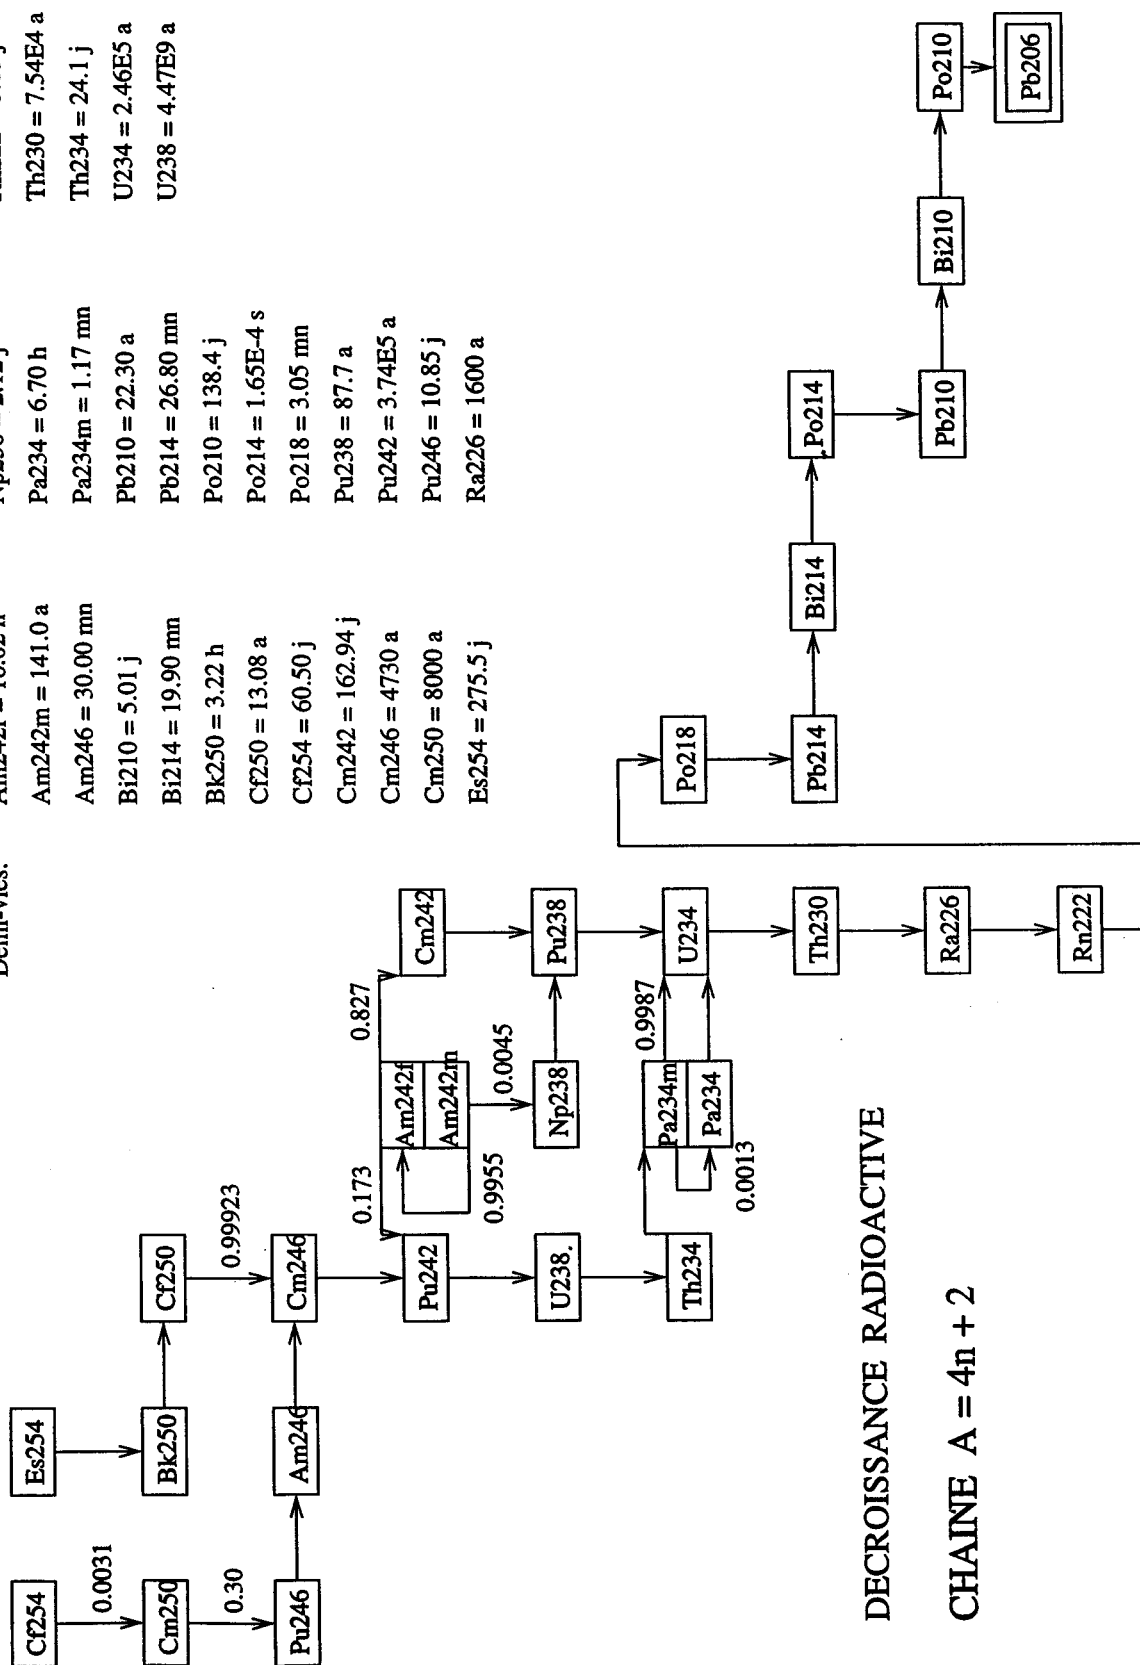 Demi-vies:
Am242m = 141.0 a
Am246 = 30.00 mn
Bi210 = 5.01 j
Bi214 = 19.90 mn
Bk250 = 3.22 h
Cf250 = 13.08 a
Cf254 = 60.50 j
Cm242 = 162.94 j
Cm246 = 4730 a
Cm250 = 8000 a
Es254 = 275.5 j
Pa234 = 6.70 h
Pa234m = 1.17 mn
Pb210 = 22.30 a
Pb214 = 26.80 mn
Po210 = 138.4 j
Po214 = 1.65E-4 s
Po218 = 3.05 mn
Pu238 = 87.7 a
Pu242 = 3.74E5 a
Pu246 = 10.85 j
Ra226 = 1600 a
Th230 = 7.54E4 a
Th234 = 24.1 j
U234 = 2.46E5 a
U238 = 4.47E9 a
Cf254
0.0031
Cm250
0.30
Pu246
Es254
Bk250
Am246
Cf250
0.99923
Cm246
0.173
Pu242
U238.
Th234
Am242f
Am242m
0.9955
0.0045
Np238
0.827
Cm242
Pu238
Pa234m
Pa234
0.9987
0.0013
U234
Th230
Ra226
Rn222
Po218
Pb214
Bi214
Po214
Pb210
Bi210
Po210
Pb206
DECROISSANCE RADIOACTIVE
CHAINE A = 4n + 2